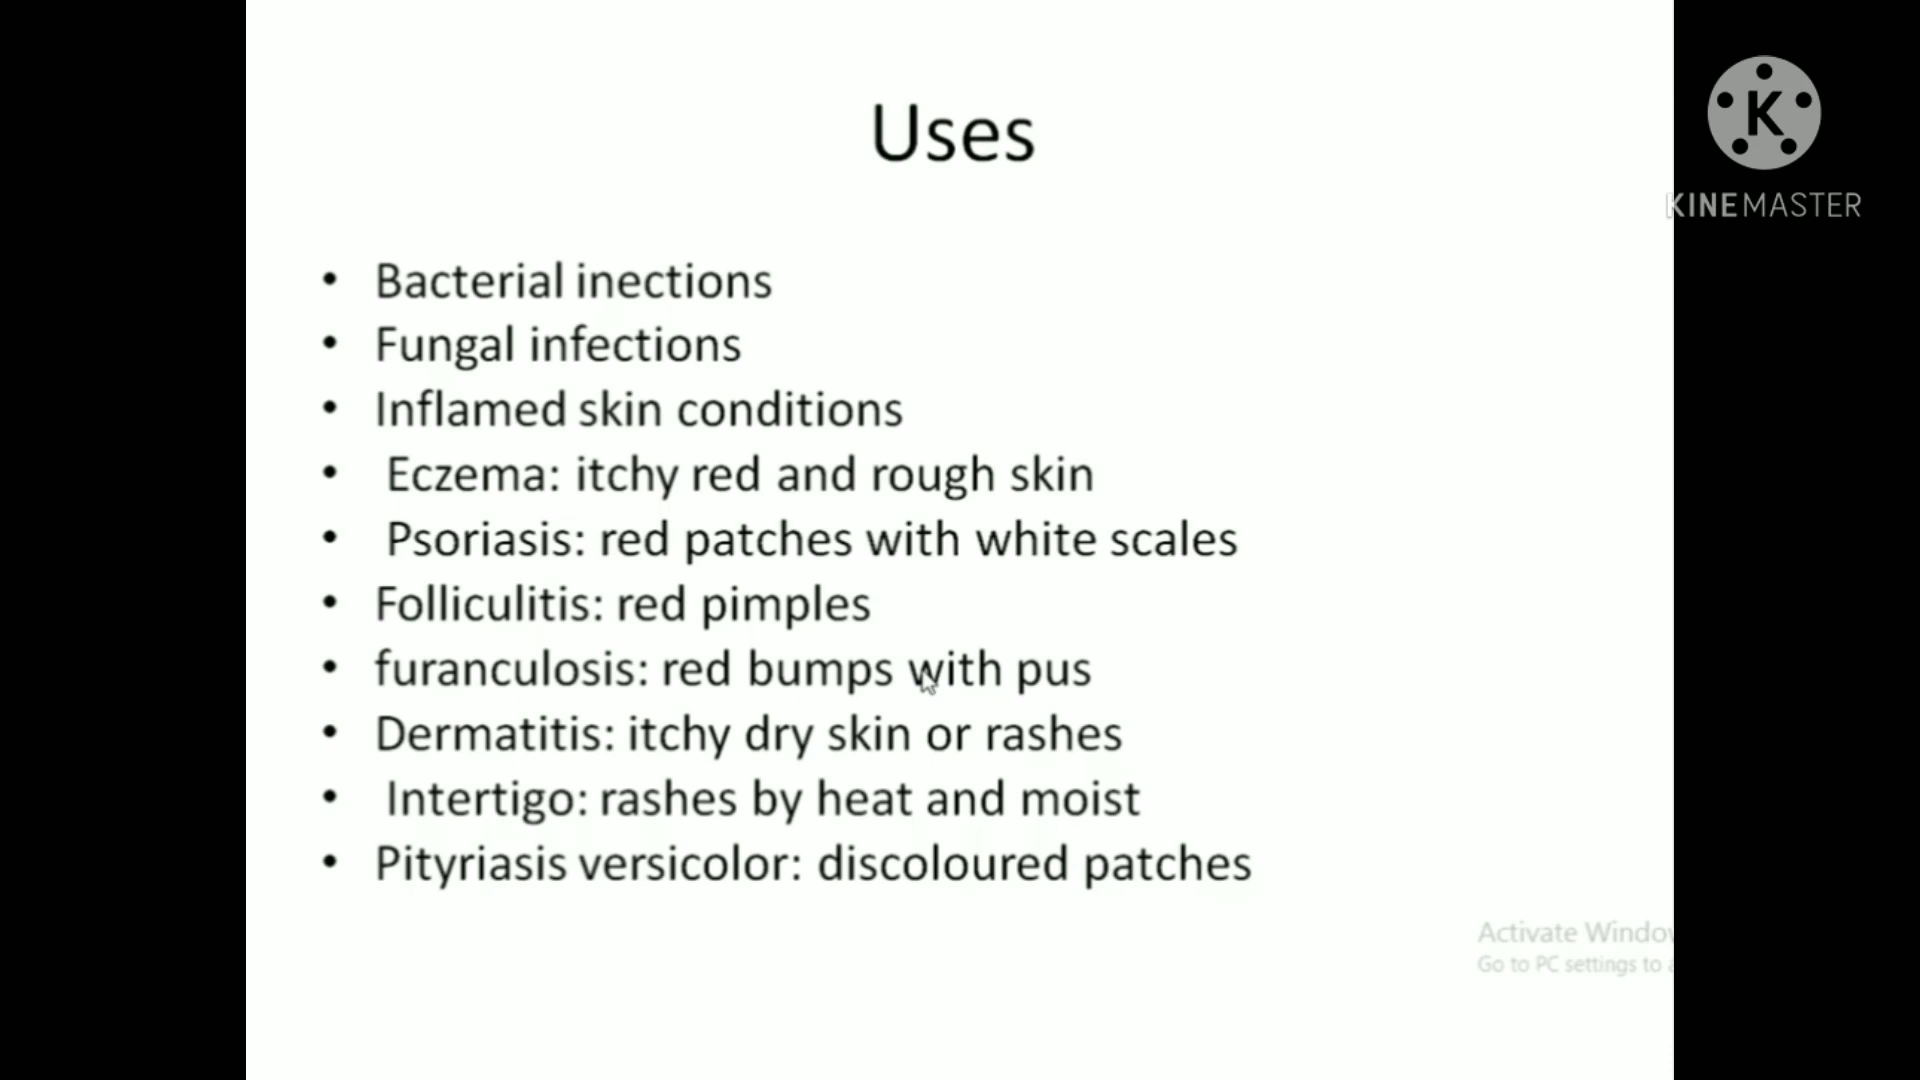 Uses
• Bacterial inections
• Fungal infections
• Inflamed skin conditions
• Eczema: itchy red and rough skin
• Psoriasis: red patches with white scales
• Folliculitis: red pimples
• furanculosis: red bumps with pus
• Dermatitis: itchy dry skin or rashes
• Intertigo: rashes by heat and moist
• Pityriasis versicolor: discoloured patches
K
KINEMASTER
Activate Window
Go to PC settings to a